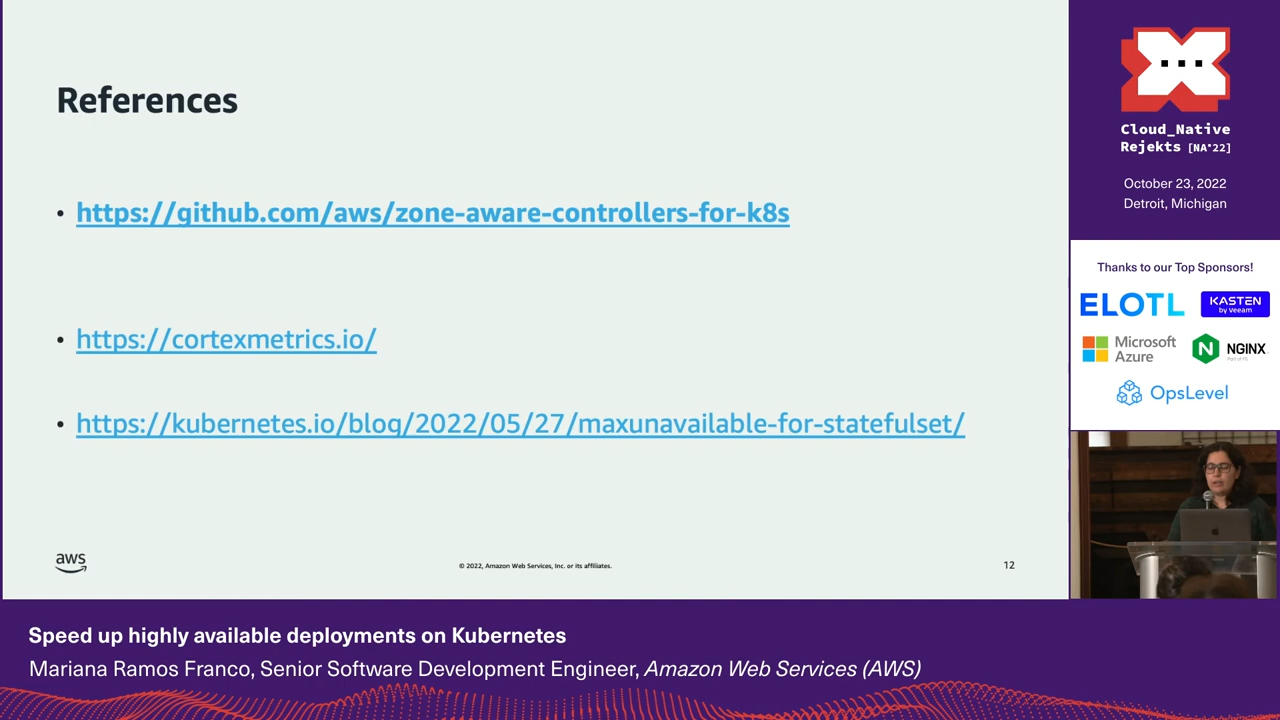 References
• https://github.com/aws/zone-aware-controllers-for-k8s
• https://cortexmetrics.io/
• https://kubernetes.io/blog/2022/05/27/maxunavailable-for-statefulset/
aws
© 2022, Amazon Web Services, Inc. or its affiliates.
12
Cloud_Native
Rejekts [NA'22]
October 23, 2022
Detroit, Michigan
Thanks to our Top Sponsors!
ELOTL
KASTEN
by Veeam
Microsoft
Azure
N
NGINX
Part of F5
OpsLevel
Speed up highly available deployments on Kubernetes
Mariana Ramos Franco, Senior Software Development Engineer, Amazon Web Services (AWS)